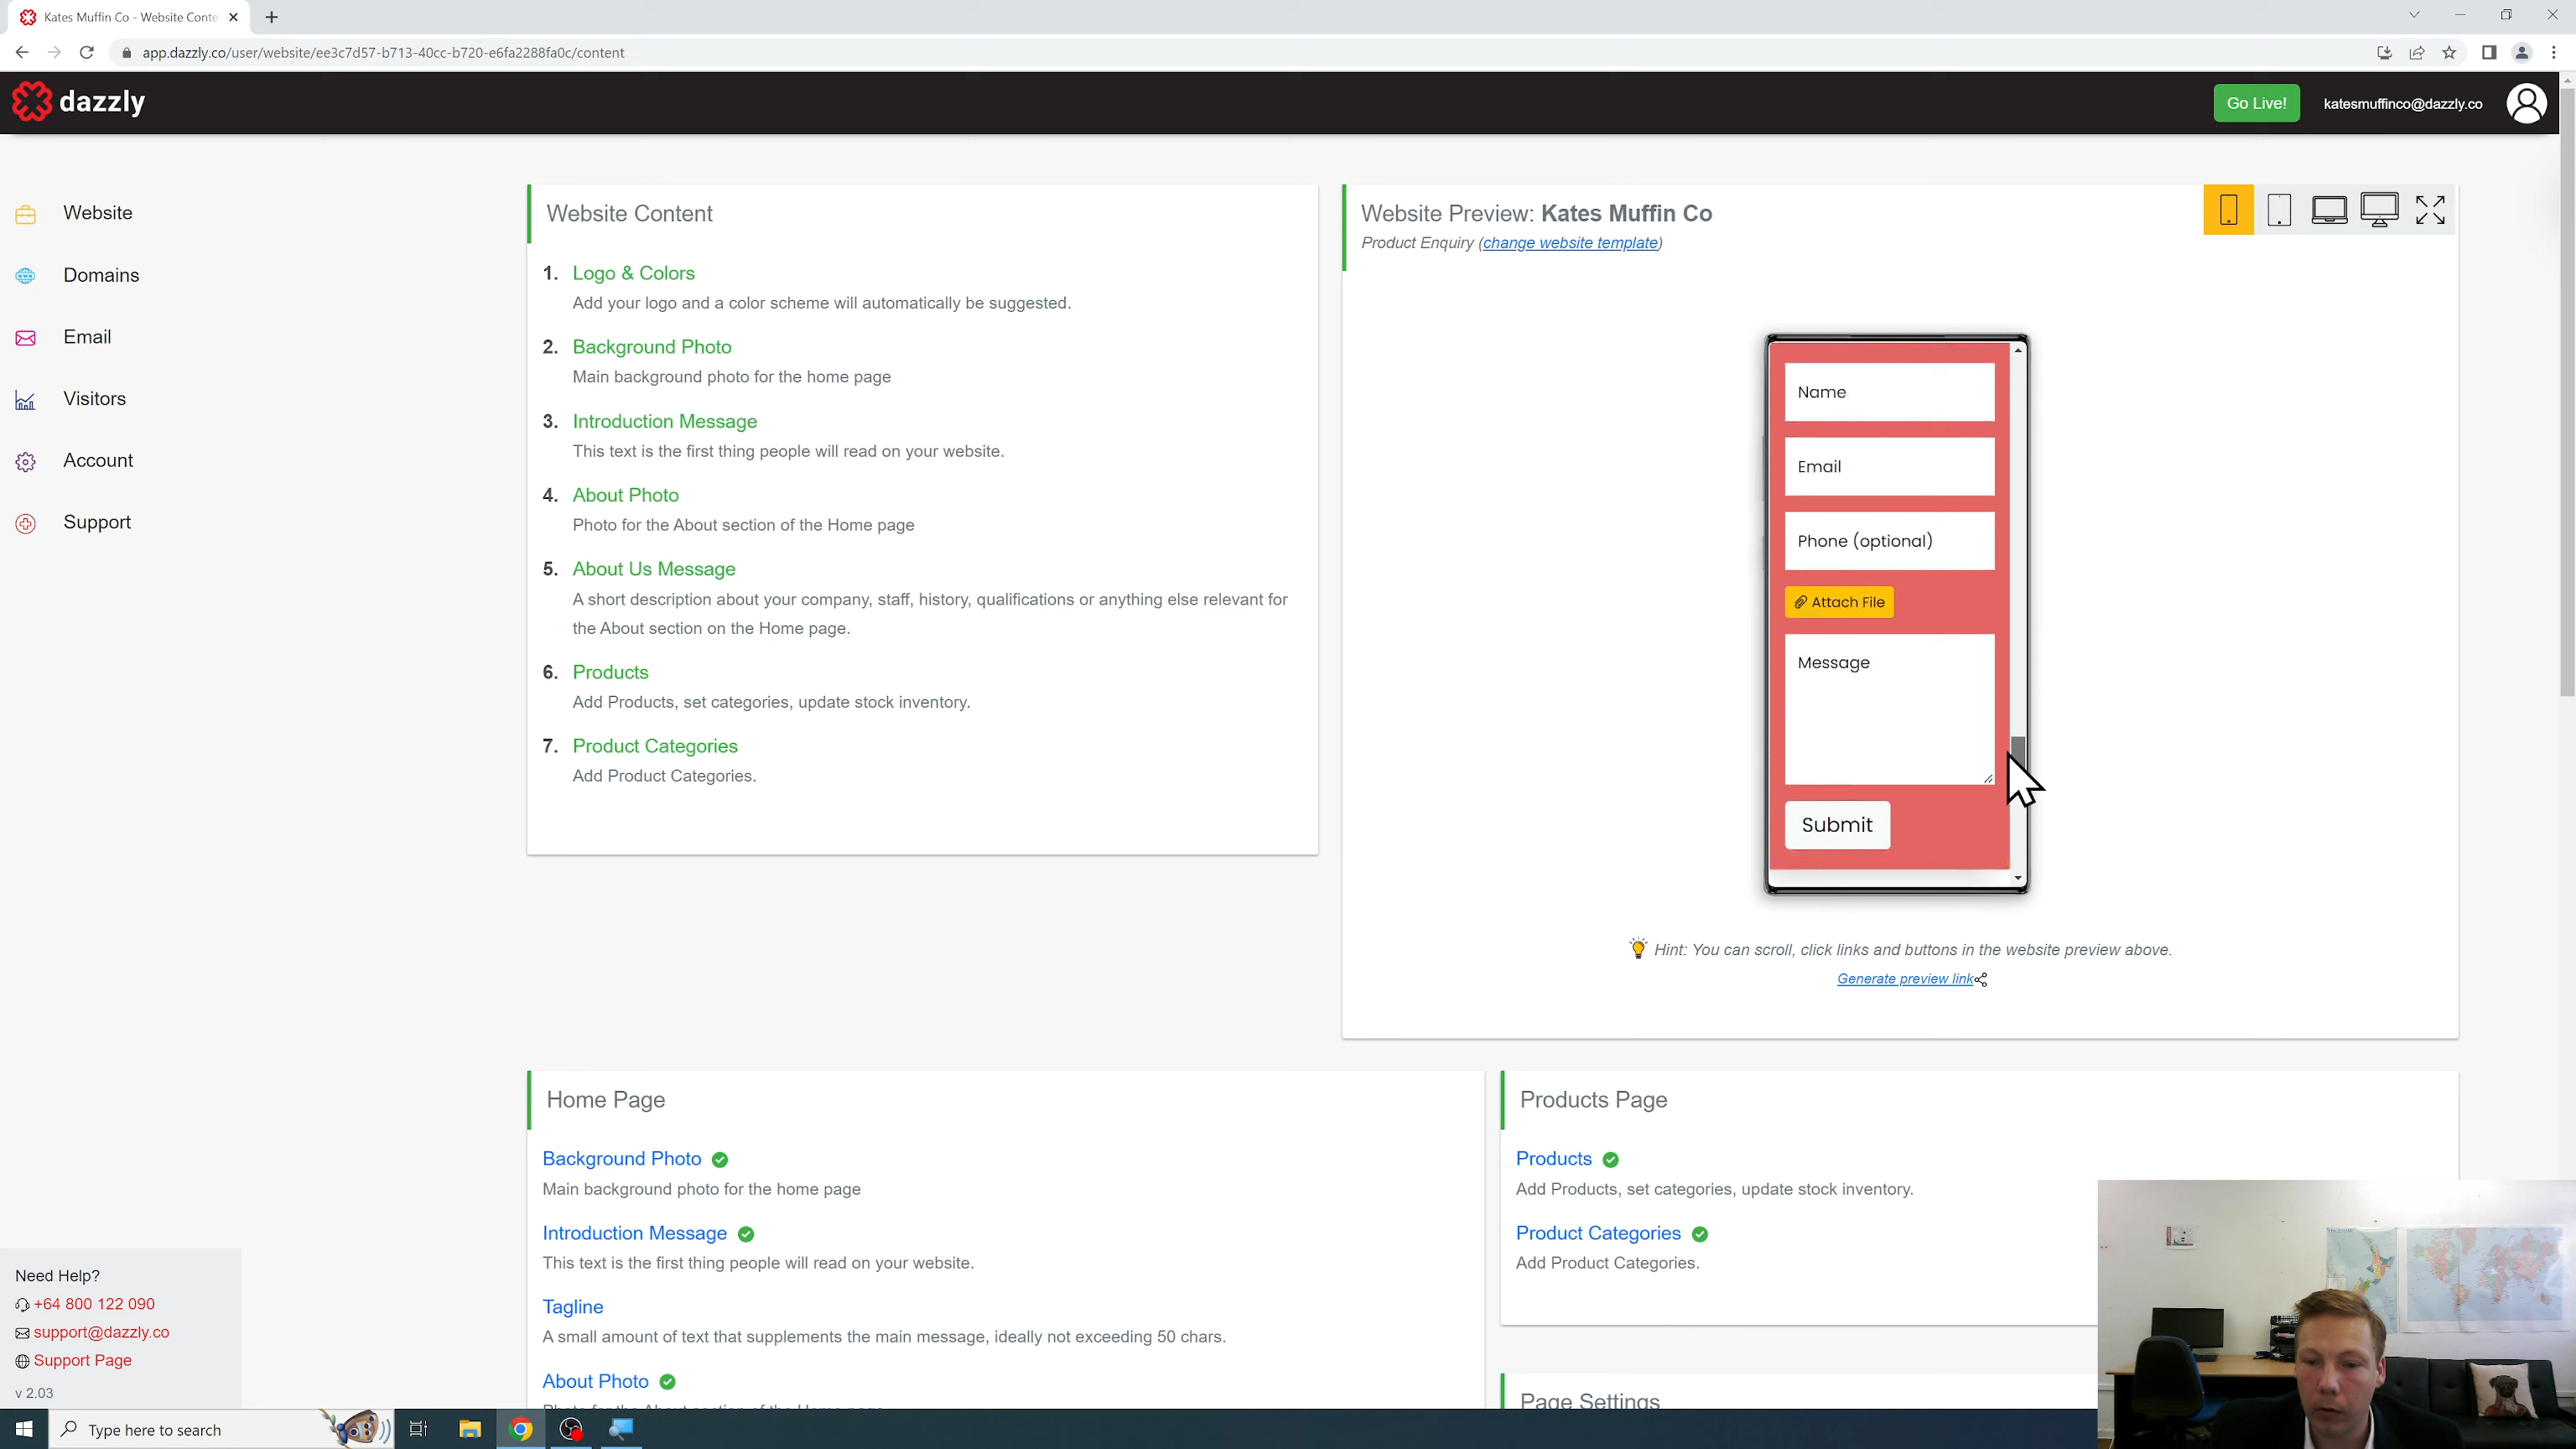 Kates Muffin Co - Website Conte
app.dazzly.co/user/website/ee3c7d57-b713-40cc-b720-e6fa2288fa0c/content
dazzly
Go Live!
katesmuffinco@dazzly.co
Website
Domains
Email
Visitors
Account
Support
Website Content
1. Logo & Colors
Add your logo and a color scheme will automatically be suggested.
2. Background Photo
Main background photo for the home page
3. Introduction Message
This text is the first thing people will read on your website.
4. About Photo
Photo for the About section of the Home page
5. About Us Message
A short description about your company, staff, history, qualifications or anything else relevant for
the About section on the Home page.
6. Products
Add Products, set categories, update stock inventory.
7. Product Categories
Add Product Categories.
Website Preview: Kates Muffin Co
Product Enquiry (change website template)
Name
Email
Phone (optional)
Attach File
Message
Submit
Hint: You can scroll, click links and buttons in the website preview above.
Generate preview link
Home Page
Background Photo
Main background photo for the home page
Introduction Message
This text is the first thing people will read on your website.
Tagline
A small amount of text that supplements the main message, ideally not exceeding 50 chars.
About Photo
Photo for the About section of the Home page
Products Page
Products
Add Products, set categories, update stock inventory.
Product Categories
Add Product Categories.
Page Settings
Need Help?
+64 800 122 090
support@dazzly.co
Support Page
v 2.03
Type here to search